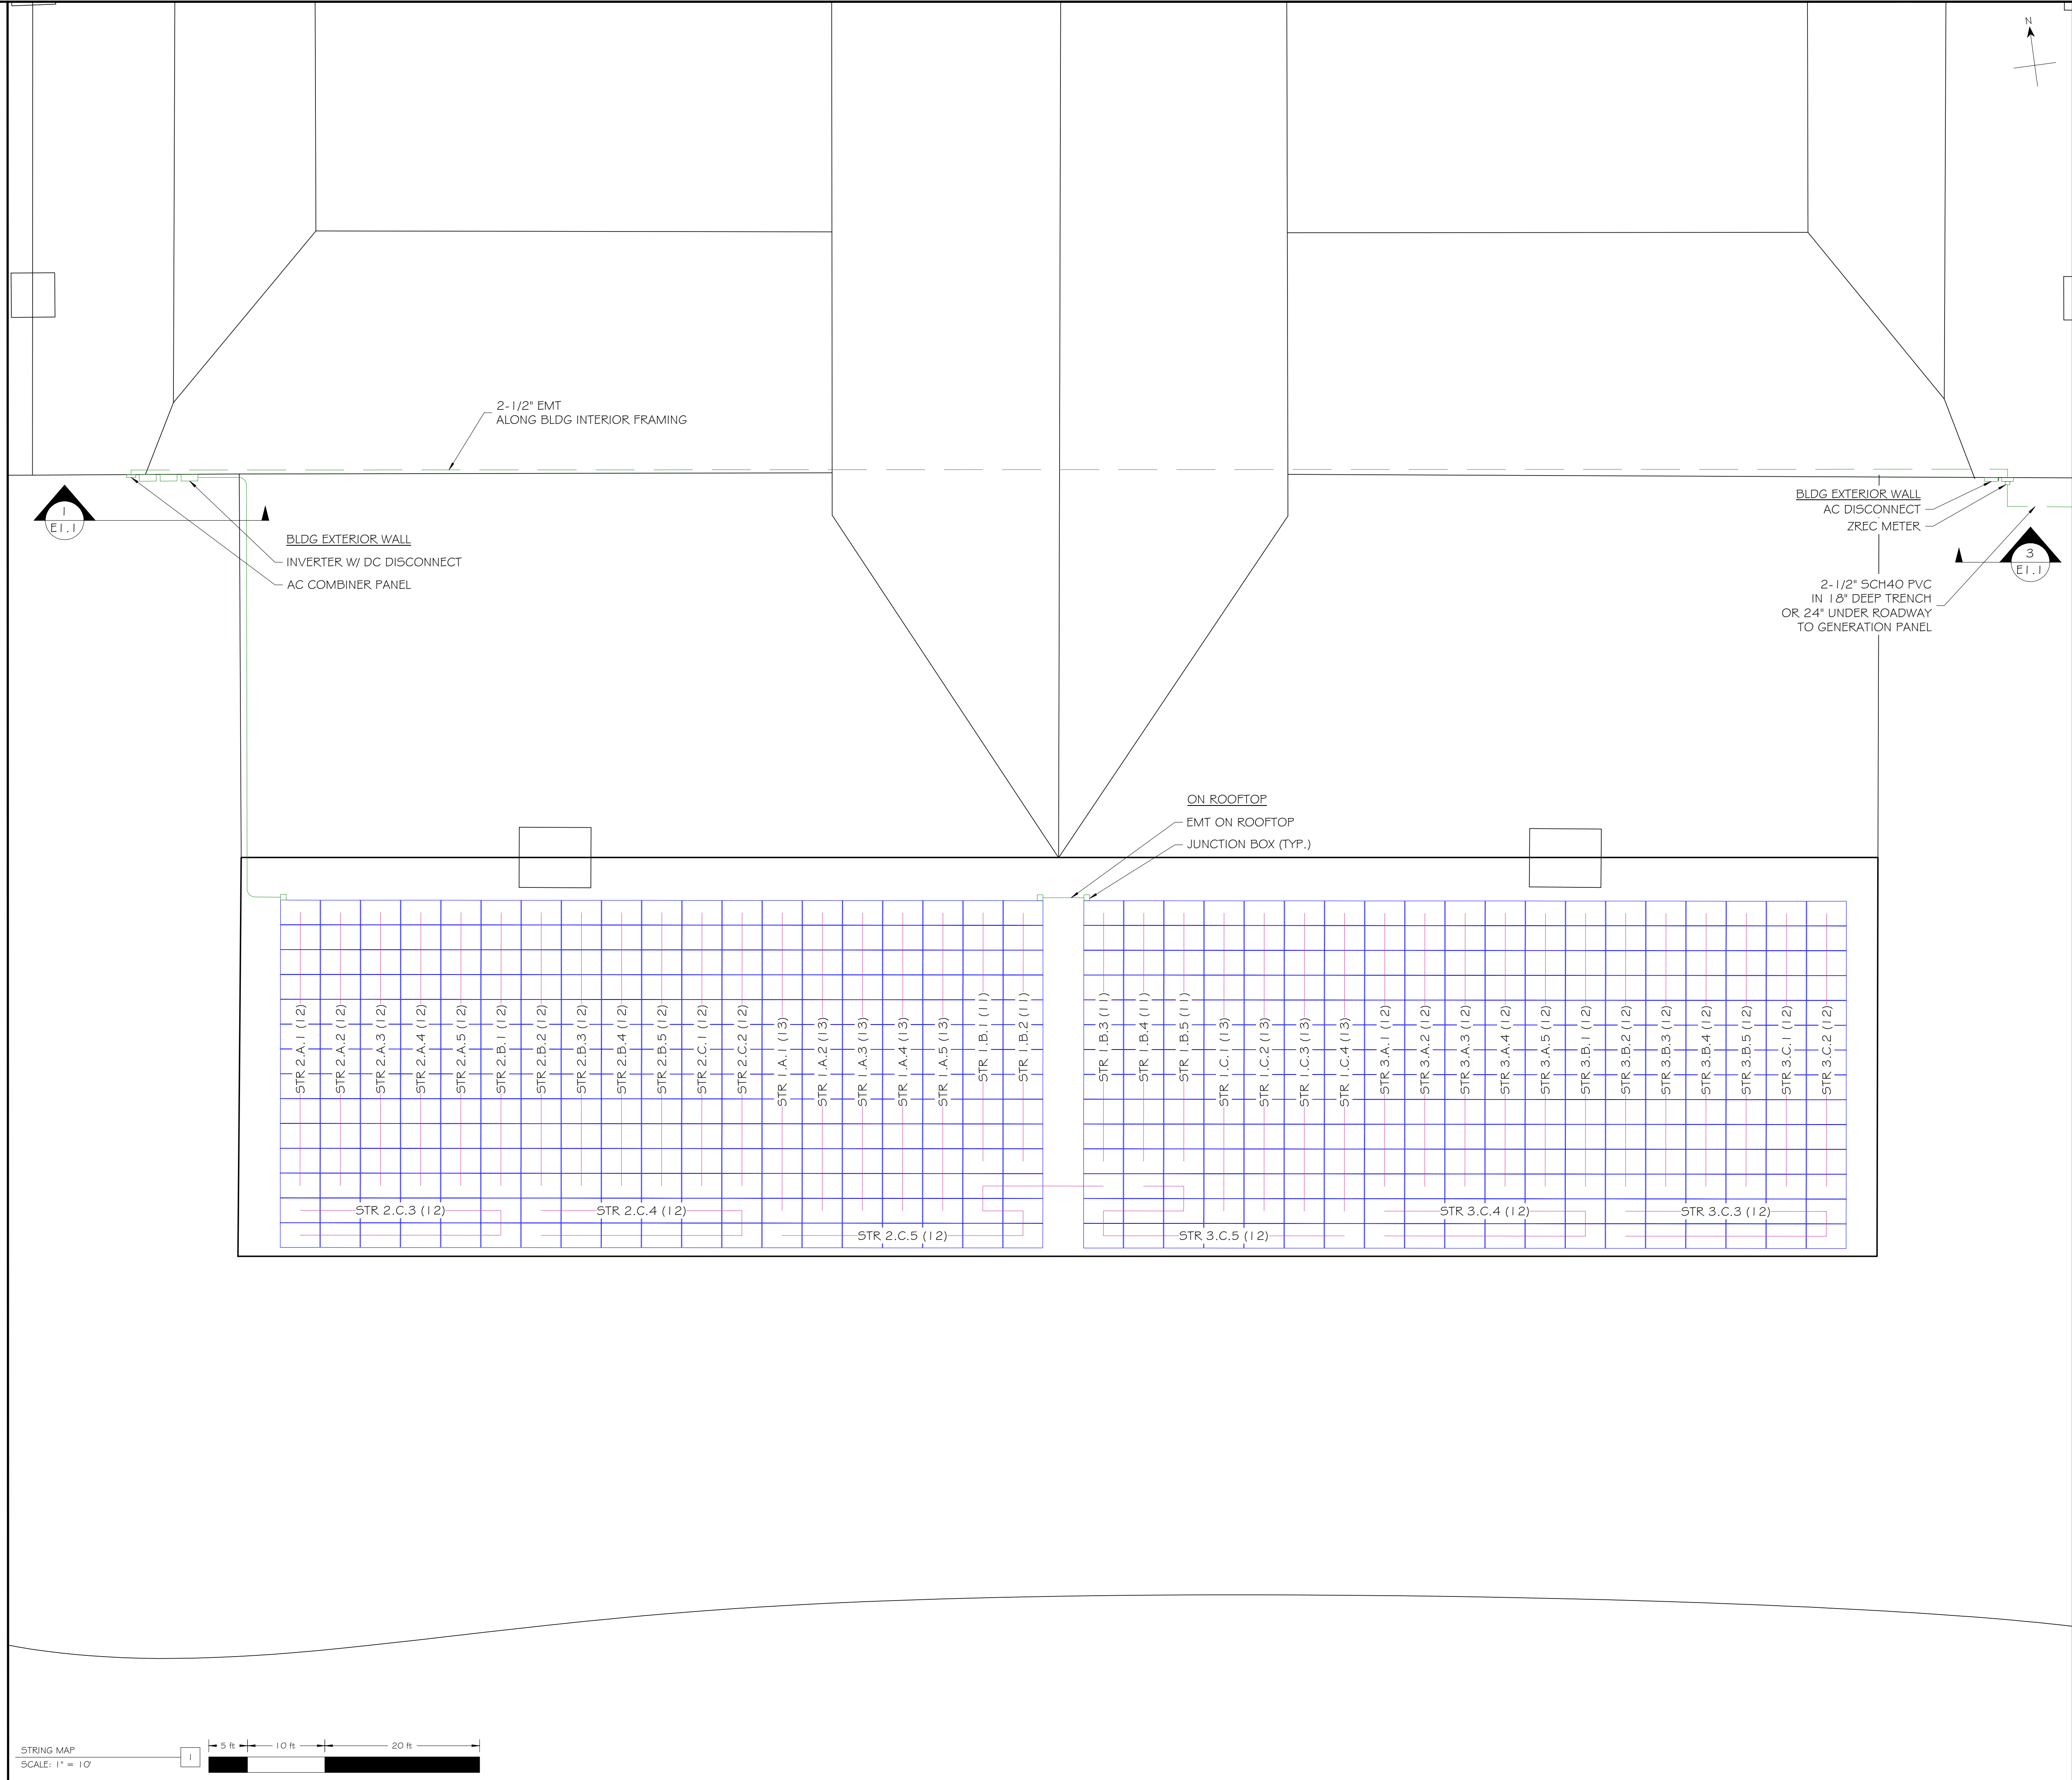 N
2-1/2" EMT
ALONG BLDG INTERIOR FRAMING
1
E1.1
BLDG EXTERIOR WALL
INVERTER W/ DC DISCONNECT
AC COMBINER PANEL
BLDG EXTERIOR WALL
AC DISCONNECT
ZREC METER
3
E1.1
2-1/2" SCH40 PVC
IN 18" DEEP TRENCH
OR 24" UNDER ROADWAY
TO GENERATION PANEL
ON ROOFTOP
EMT ON ROOFTOP
JUNCTION BOX (TYP.)
STR 2.A.1 (12)
STR 2.A.2 (12)
STR 2.A.3 (12)
STR 2.A.4 (12)
STR 2.A.5 (12)
STR 2.B.1 (12)
STR 2.B.2 (12)
STR 2.B.3 (12)
STR 2.B.4 (12)
STR 2.B.5 (12)
STR 2.C.1 (12)
STR 2.C.2 (12)
STR 1.A.1 (13)
STR 1.A.2 (13)
STR 1.A.3 (13)
STR 1.A.4 (13)
STR 1.A.5 (13)
STR 1.B.1 (11)
STR 1.B.2 (11)
STR 1.B.3 (11)
STR 1.B.4 (11)
STR 1.B.5 (11)
STR 1.C.1 (13)
STR 1.C.2 (13)
STR 1.C.3 (13)
STR 1.C.4 (13)
STR 3.A.1 (12)
STR 3.A.2 (12)
STR 3.A.3 (12)
STR 3.A.4 (12)
STR 3.A.5 (12)
STR 3.B.1 (12)
STR 3.B.2 (12)
STR 3.B.3 (12)
STR 3.B.4 (12)
STR 3.B.5 (12)
STR 3.C.1 (12)
STR 3.C.2 (12)
STR 2.C.3 (12)
STR 2.C.4 (12)
STR 2.C.5 (12)
STR 3.C.5 (12)
STR 3.C.4 (12)
STR 3.C.3 (12)
STRING MAP
SCALE: 1" = 10'
1
5 ft
10 ft
20 ft